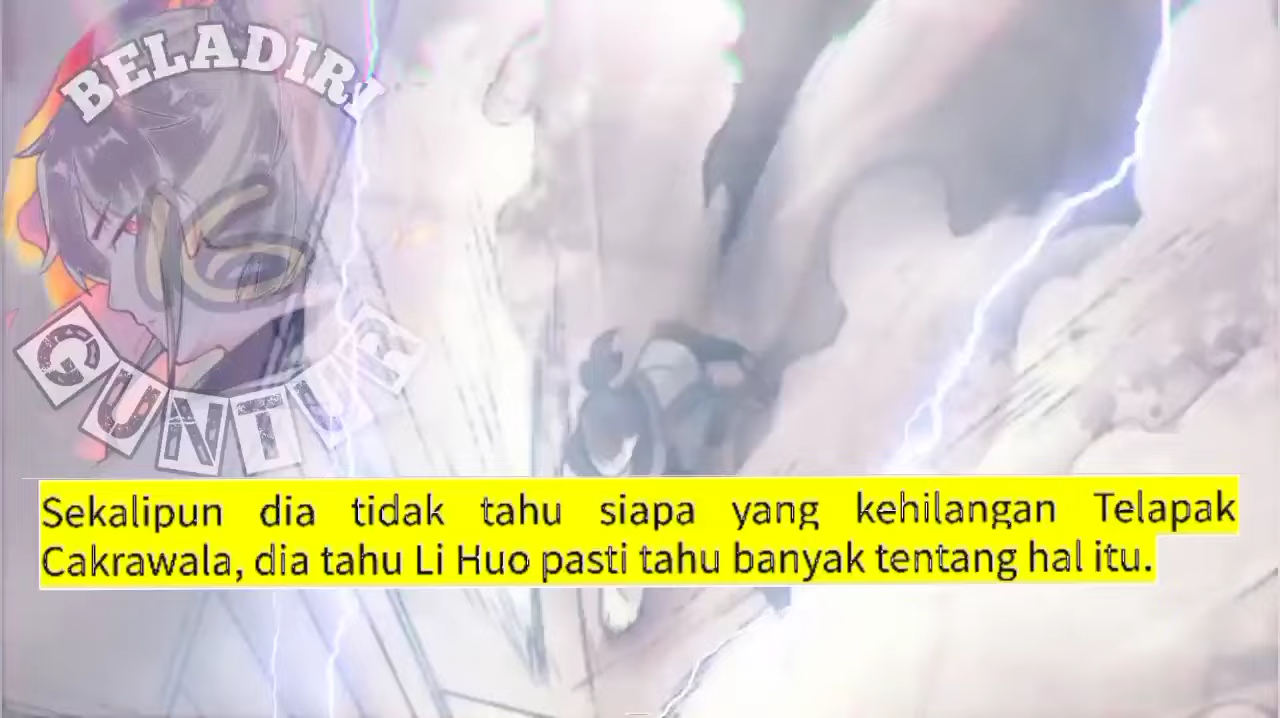 BELADIRI
16
GUNTUR
Sekalipun dia tidak tahu siapa yang kehilangan Telapak
Cakrawala, dia tahu Li Huo pasti tahu banyak tentang hal itu.